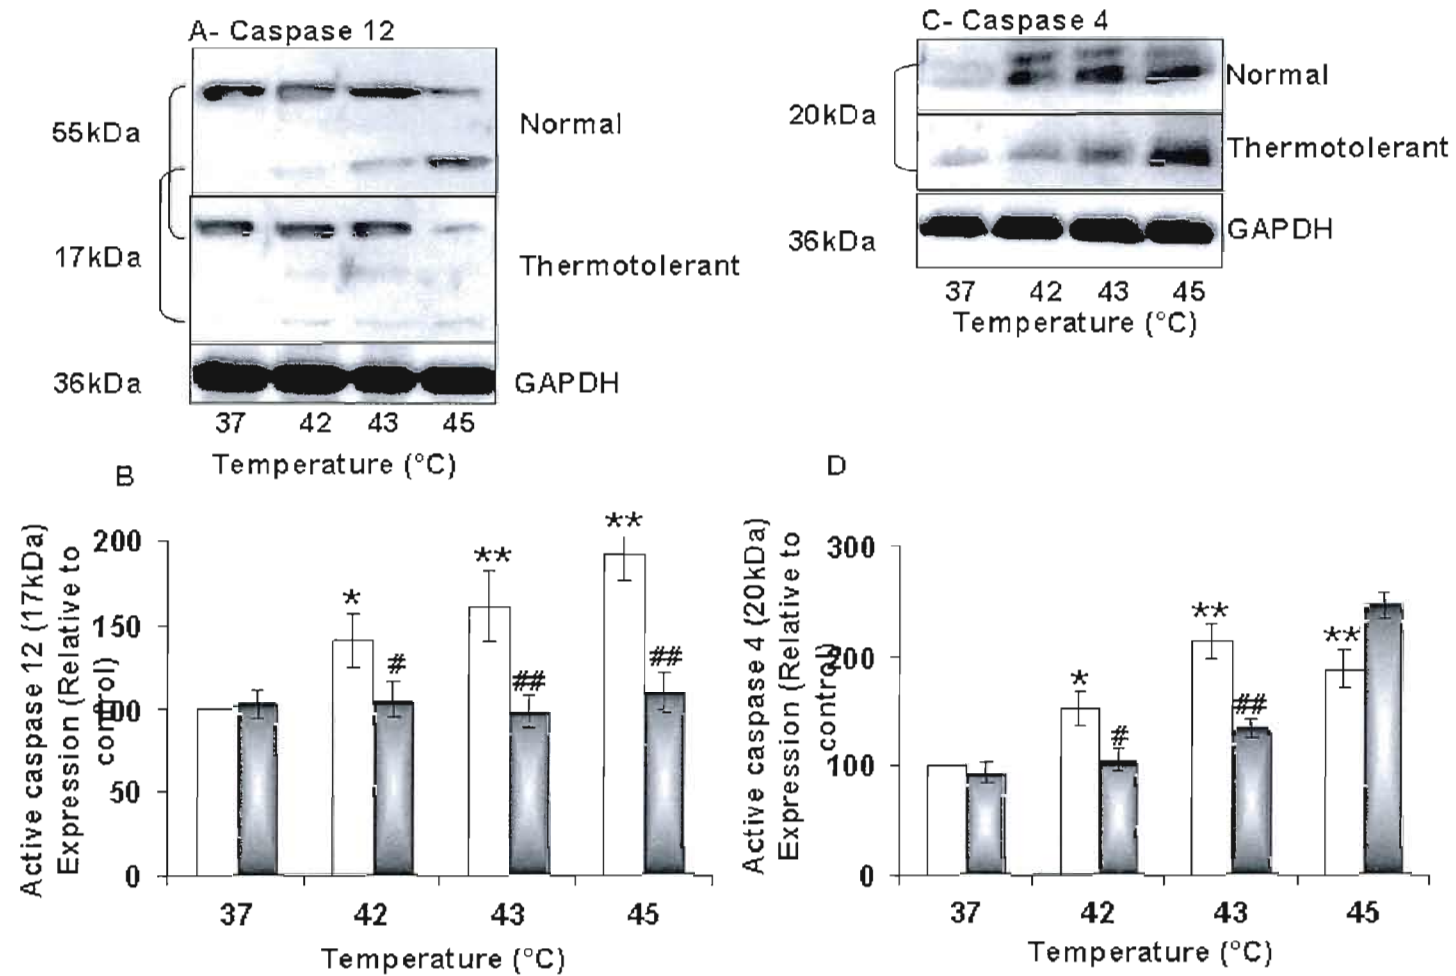 A- Caspase 12
55kDa
Normal
17kDa
Thermotolerant
36kDa
GAPDH
37 42 43 45
Temperature (°C)
C- Caspase 4
20kDa
Normal
Thermotolerant
36kDa
GAPDH
37 42 43 45
Temperature (°C)
B
Active caspase 12 (17kDa)
Expression (Relative to
control)
200
150
100
50
0
*
#
**
##
**
##
37 42 43 45
Temperature (°C)
D
Active caspase 4 (20kDa)
Expression (Relative to
control)
300
200
100
0
*
#
**
##
**
37 42 43 45
Temperature (°C)